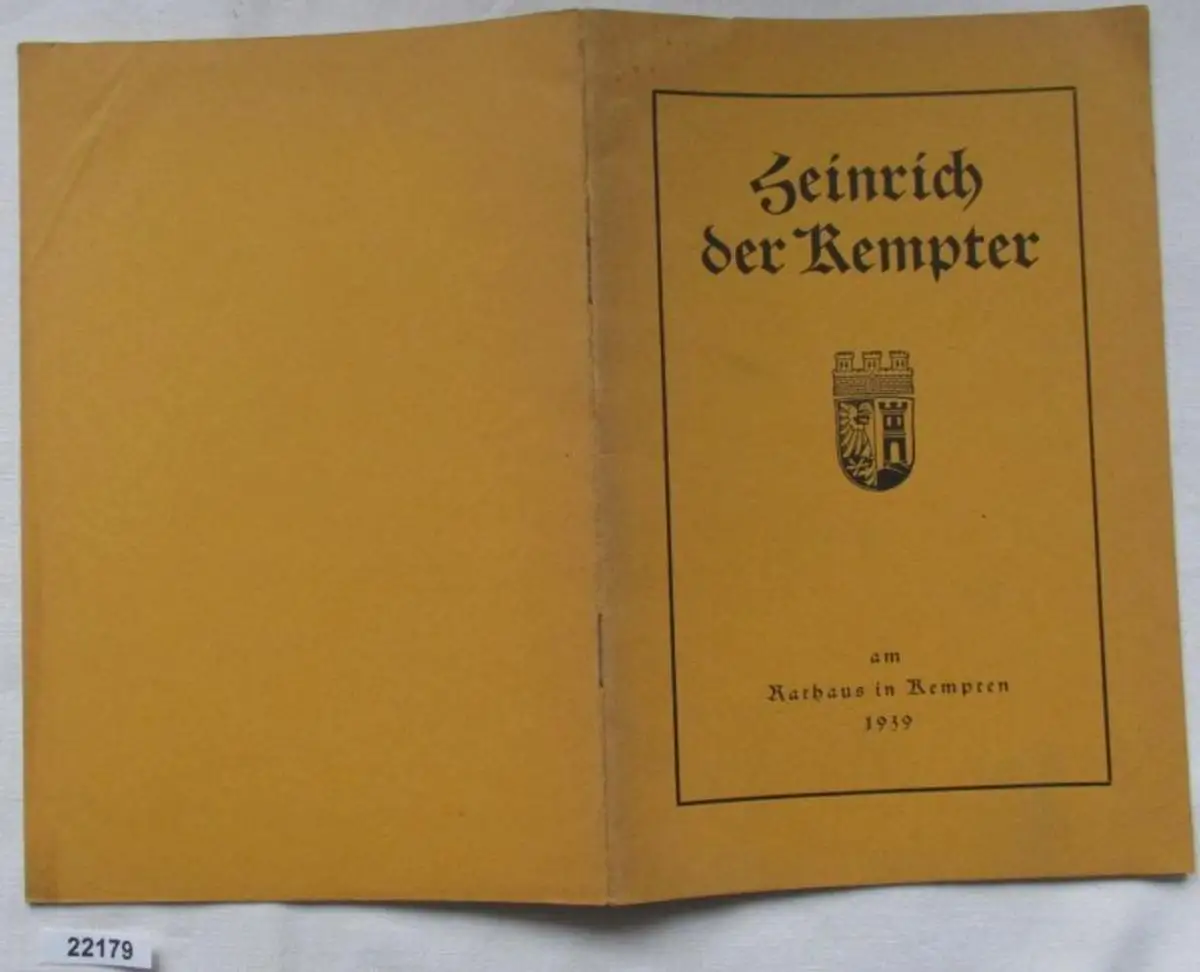 Heinrich
der Kempter
am
Rathaus in Kempten
1939
22179